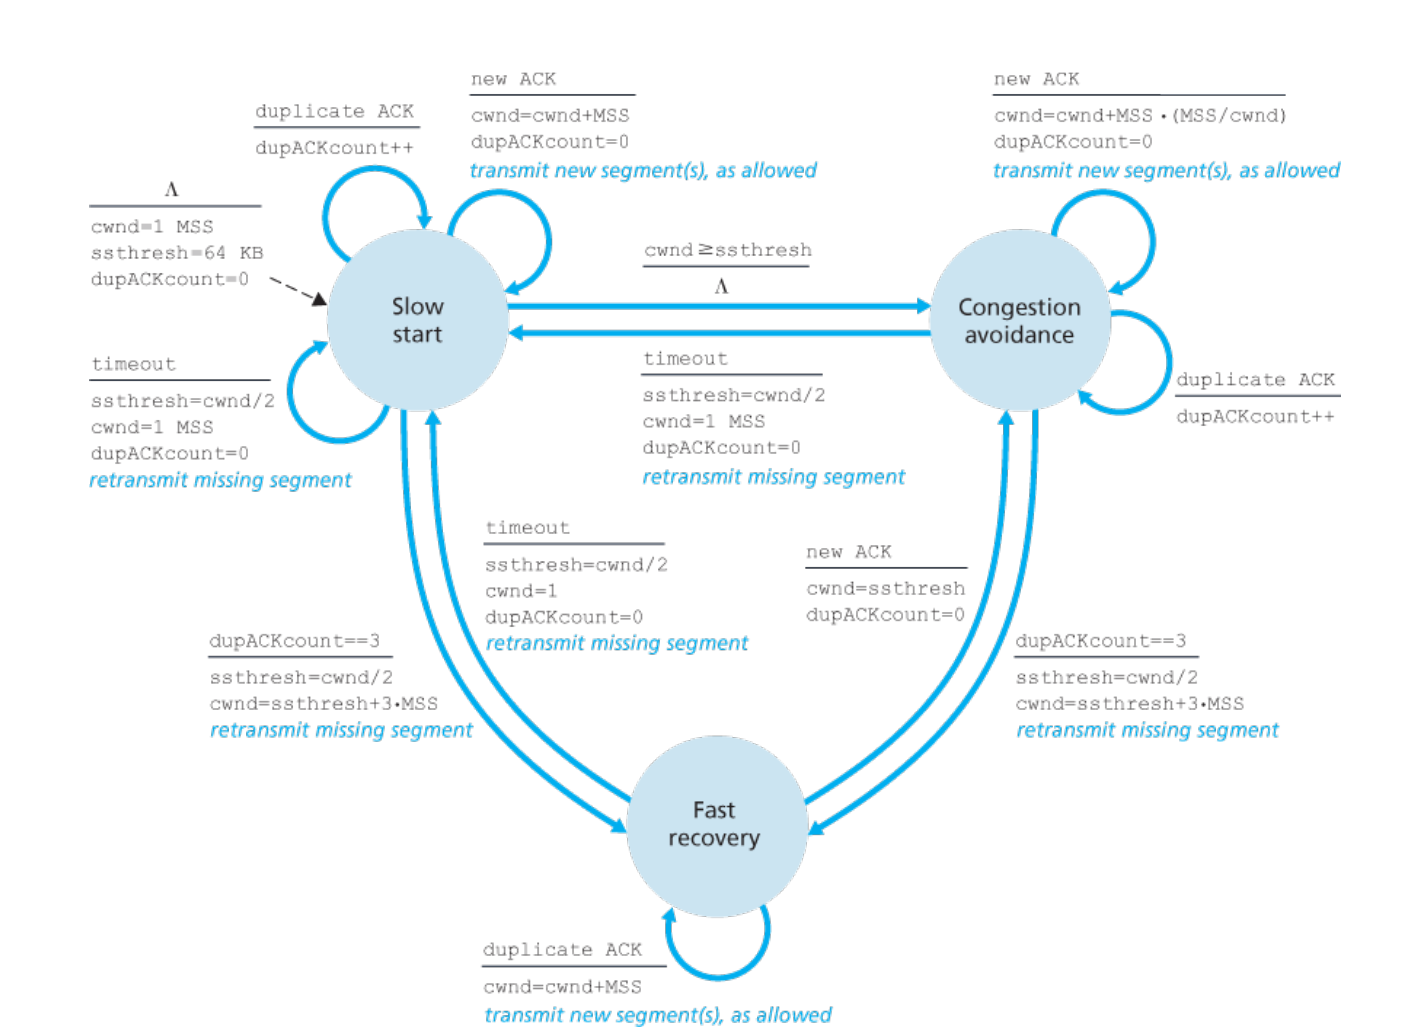 new ACK
cwnd=cwnd+MSS
dupACKcount=0
transmit new segment(s), as allowed
new ACK
cwnd=cwnd+MSS•(MSS/cwnd)
dupACKcount=0
transmit new segment(s), as allowed
duplicate ACK
dupACKcount++
Λ
cwnd=1 MSS
ssthresh=64 KB
dupACKcount=0
cwnd≥ssthresh
Λ
Slow
start
Congestion
avoidance
timeout
ssthresh=cwnd/2
cwnd=1 MSS
dupACKcount=0
retransmit missing segment
timeout
ssthresh=cwnd/2
cwnd=1 MSS
dupACKcount=0
retransmit missing segment
duplicate ACK
dupACKcount++
timeout
ssthresh=cwnd/2
cwnd=1
dupACKcount=0
retransmit missing segment
new ACK
cwnd=ssthresh
dupACKcount=0
dupACKcount==3
ssthresh=cwnd/2
cwnd=ssthresh+3•MSS
retransmit missing segment
dupACKcount==3
ssthresh=cwnd/2
cwnd=ssthresh+3•MSS
retransmit missing segment
Fast
recovery
duplicate ACK
cwnd=cwnd+MSS
transmit new segment(s), as allowed